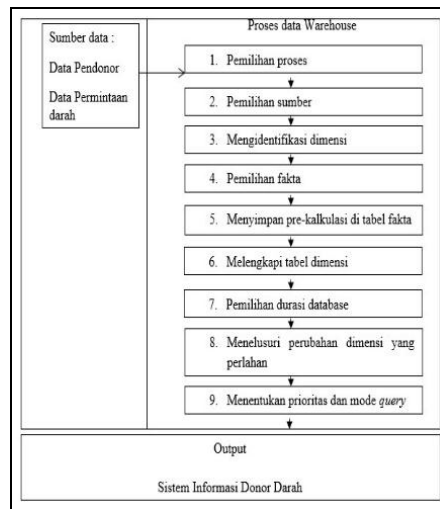 Sumber data :
Data Pendonor
Data Permintaan
darah
Proses data Warehouse
1. Pemilihan proses
2. Pemilihan sumber
3. Mengidentifikasi dimensi
4. Pemilihan fakta
5. Menyimpan pre-kalkulasi di tabel fakta
6. Melengkapi tabel dimensi
7. Pemilihan durasi database
8. Menelusuri perubahan dimensi yang
perlahan
9. Menentukan prioritas dan mode query
Output
Sistem Informasi Donor Darah